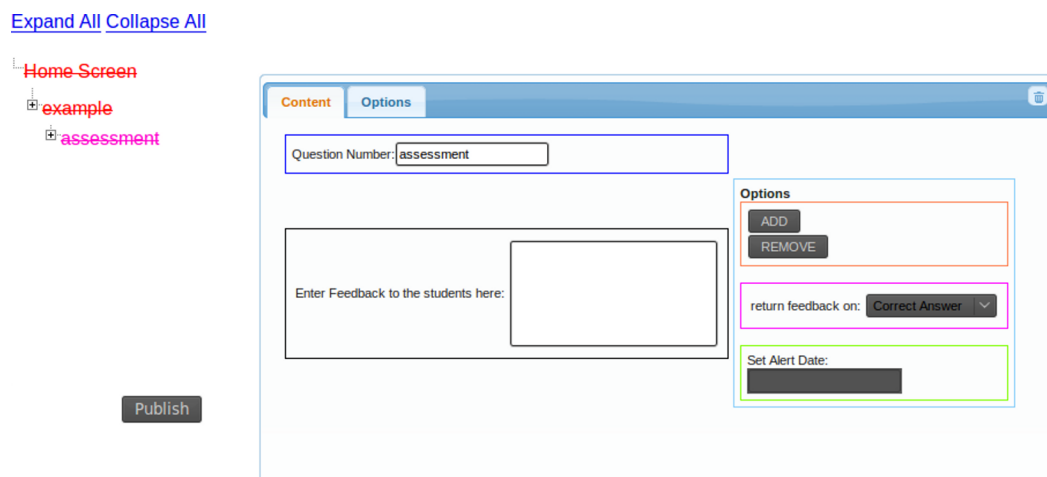 Expand All Collapse All
Home Screen
example
assessment
Publish
Content Options
Question Number: assessment
Enter Feedback to the students here:
Options
ADD
REMOVE
return feedback on: Correct Answer
Set Alert Date: